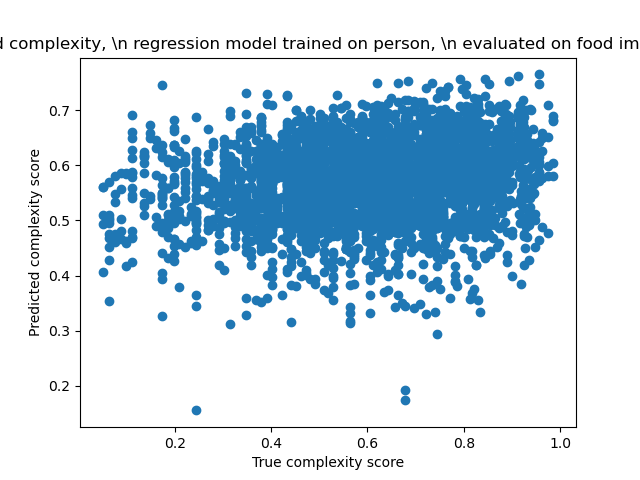 d complexity, \n regression model trained on person, \n evaluated on food im
Predicted complexity score
0.7
0.6
0.5
0.4
0.3
0.2
0.2 0.4 0.6 0.8 1.0
True complexity score